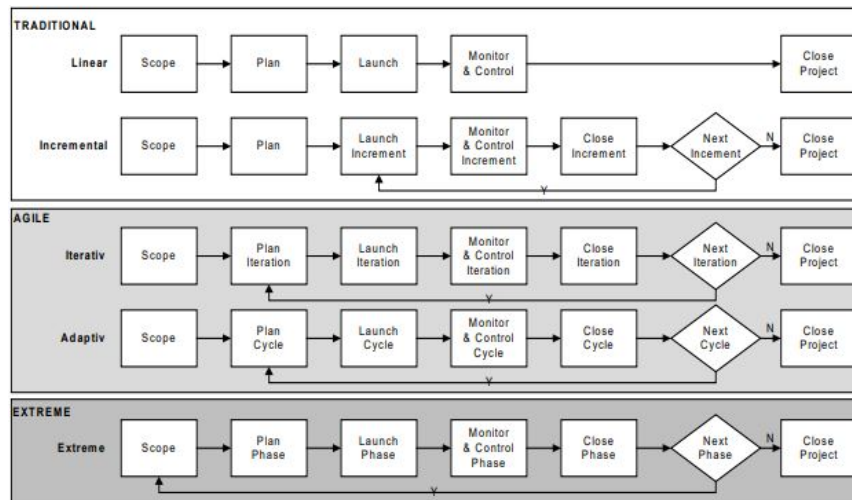 TRADITIONAL
Linear
Scope
Plan
Launch
Monitor
& Control
Close
Project
Incremental
Scope
Plan
Launch
Increment
Monitor
& Control
Increment
Close
Increment
Next
Incement
N
Close
Project
Y
AGILE
Iterativ
Scope
Plan
Iteration
Launch
Iteration
Monitor
& Control
Iteration
Close
Iteration
Next
Iteration
N
Close
Project
Y
Adaptiv
Scope
Plan
Cycle
Launch
Cycle
Monitor
& Control
Cycle
Close
Cycle
Next
Cycle
N
Close
Project
Y
EXTREME
Extreme
Scope
Plan
Phase
Launch
Phase
Monitor
& Control
Phase
Close
Phase
Next
Phase
N
Close
Project
Y